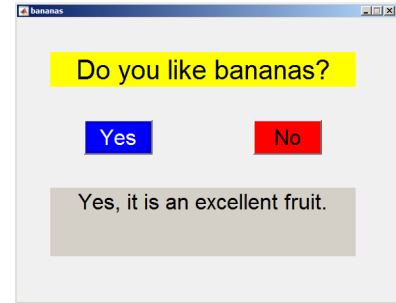 bananas
Do you like bananas?
Yes
No
Yes, it is an excellent fruit.